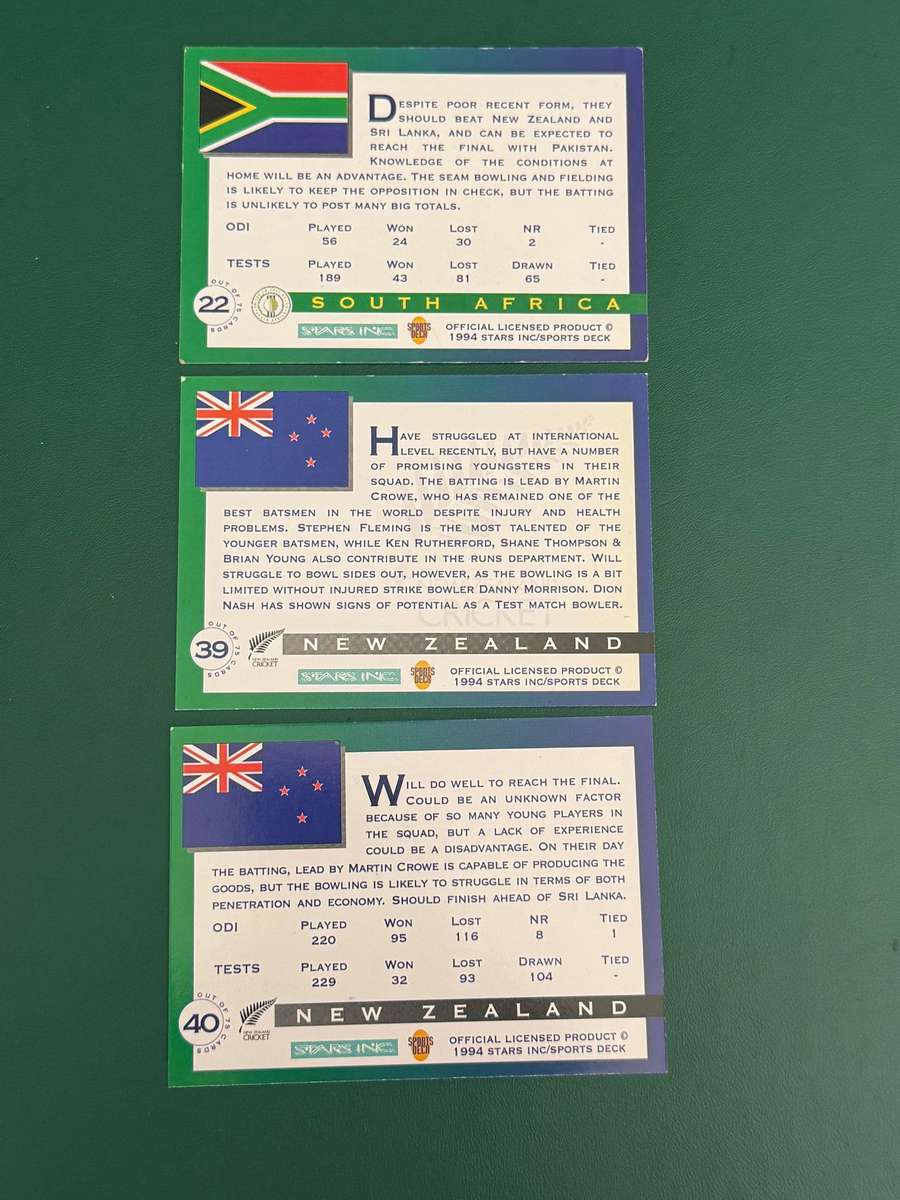 DESPITE POOR RECENT FORM, THEY
SHOULD BEAT NEW ZEALAND AND
SRI LANKA, AND CAN BE EXPECTED TO
REACH THE FINAL WITH PAKISTAN.
KNOWLEDGE OF THE CONDITIONS AT
HOME WILL BE AN ADVANTAGE. THE SEAM BOWLING AND FIELDING
IS LIKELY TO KEEP THE OPPOSITION IN CHECK, BUT THE BATTING
IS UNLIKELY TO POST MANY BIG TOTALS.
ODI PLAYED WON LOST NR TIED
56 24 30 2 -
TESTS PLAYED WON LOST DRAWN TIED
189 43 81 65 -
22 OUT OF 75 CARDS
SOUTH AFRICA
STARS INC SPORTS DECK OFFICIAL LICENSED PRODUCT ©
1994 STARS INC/SPORTS DECK
HAVE STRUGGLED AT INTERNATIONAL
LEVEL RECENTLY, BUT HAVE A NUMBER
OF PROMISING YOUNGSTERS IN THEIR
SQUAD. THE BATTING IS LEAD BY MARTIN
CROWE, WHO HAS REMAINED ONE OF THE
BEST BATSMEN IN THE WORLD DESPITE INJURY AND HEALTH
PROBLEMS. STEPHEN FLEMING IS THE MOST TALENTED OF THE
YOUNGER BATSMEN, WHILE KEN RUTHERFORD, SHANE THOMPSON &
BRIAN YOUNG ALSO CONTRIBUTE IN THE RUNS DEPARTMENT. WILL
STRUGGLE TO BOWL SIDES OUT, HOWEVER, AS THE BOWLING IS A BIT
LIMITED WITHOUT INJURED STRIKE BOWLER DANNY MORRISON. DION
NASH HAS SHOWN SIGNS OF POTENTIAL AS A TEST MATCH BOWLER.
39 OUT OF 75 CARDS
NEW ZEALAND
CRICKET
NEW ZEALAND
STARS INC SPORTS DECK OFFICIAL LICENSED PRODUCT ©
1994 STARS INC/SPORTS DECK
WILL DO WELL TO REACH THE FINAL.
COULD BE AN UNKNOWN FACTOR
BECAUSE OF SO MANY YOUNG PLAYERS IN
THE SQUAD, BUT A LACK OF EXPERIENCE
COULD BE A DISADVANTAGE. ON THEIR DAY
THE BATTING, LEAD BY MARTIN CROWE IS CAPABLE OF PRODUCING THE
GOODS, BUT THE BOWLING IS LIKELY TO STRUGGLE IN TERMS OF BOTH
PENETRATION AND ECONOMY. SHOULD FINISH AHEAD OF SRI LANKA.
ODI PLAYED WON LOST NR TIED
220 95 116 8 1
TESTS PLAYED WON LOST DRAWN TIED
229 32 93 104 -
40 OUT OF 75 CARDS
NEW ZEALAND
CRICKET
NEW ZEALAND
STARS INC SPORTS DECK OFFICIAL LICENSED PRODUCT ©
1994 STARS INC/SPORTS DECK